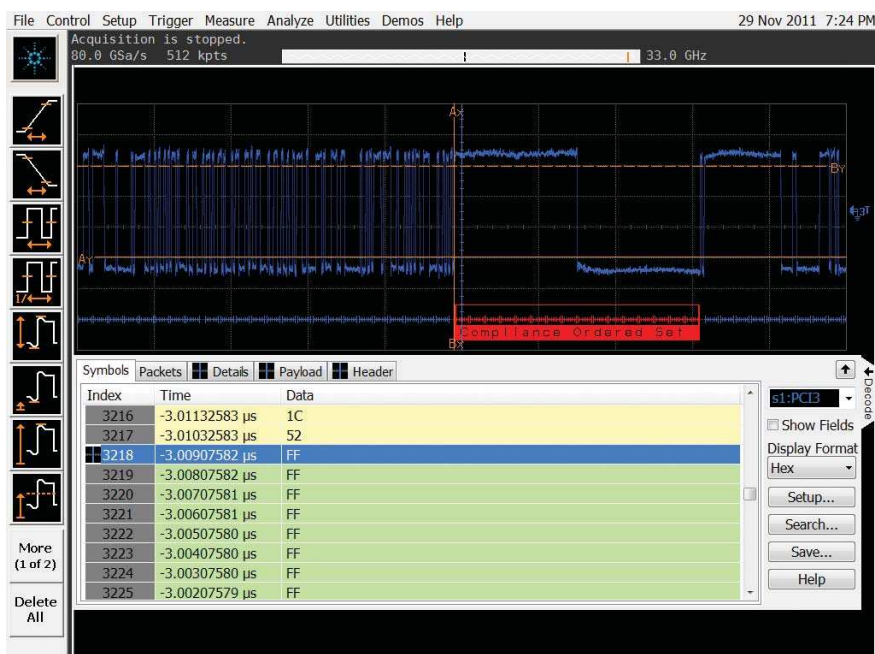 File Control Setup Trigger Measure Analyze Utilities Demos Help 29 Nov 2011 7:24 PM
Acquisition is stopped.
80.0 GSa/s 512 kpts 33.0 GHz
Ax
By
3T
Ay
Compliance Ordered Set
Bx
1/
More
(1 of 2)
Delete
All
Symbols Packets Details Payload Header
Index Time Data
3216 -3.01132583 µs 1C
3217 -3.01032583 µs 52
3218 -3.00907582 µs FF
3219 -3.00807582 µs FF
3220 -3.00707581 µs FF
3221 -3.00607581 µs FF
3222 -3.00507580 µs FF
3223 -3.00407580 µs FF
3224 -3.00307580 µs FF
3225 -3.00207579 µs FF
Decode
s1:PCI3
Show Fields
Display Format
Hex
Setup...
Search...
Save...
Help